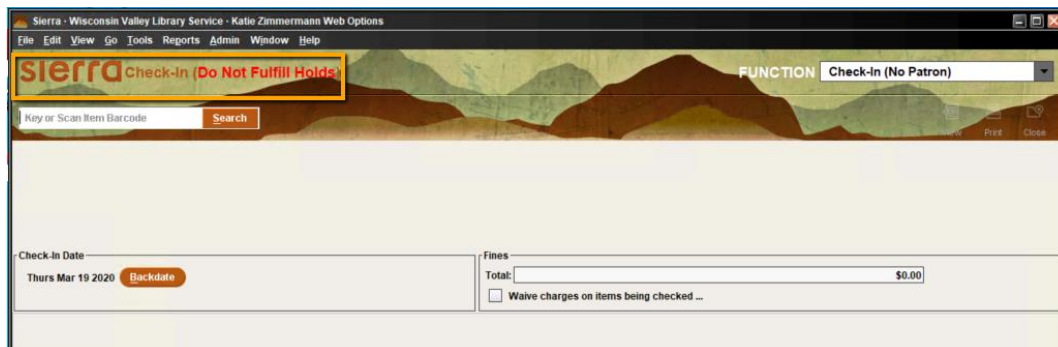 Sierra · Wisconsin Valley Library Service · Katie Zimmermann Web Options
File Edit View Go Tools Reports Admin Window Help
sierra Check-In (Do Not Fulfill Holds)
FUNCTION Check-In (No Patron)
Key or Scan Item Barcode Search
View Print Close
Check-In Date
Thurs Mar 19 2020 Backdate
Fines
Total: $0.00
Waive charges on items being checked ...